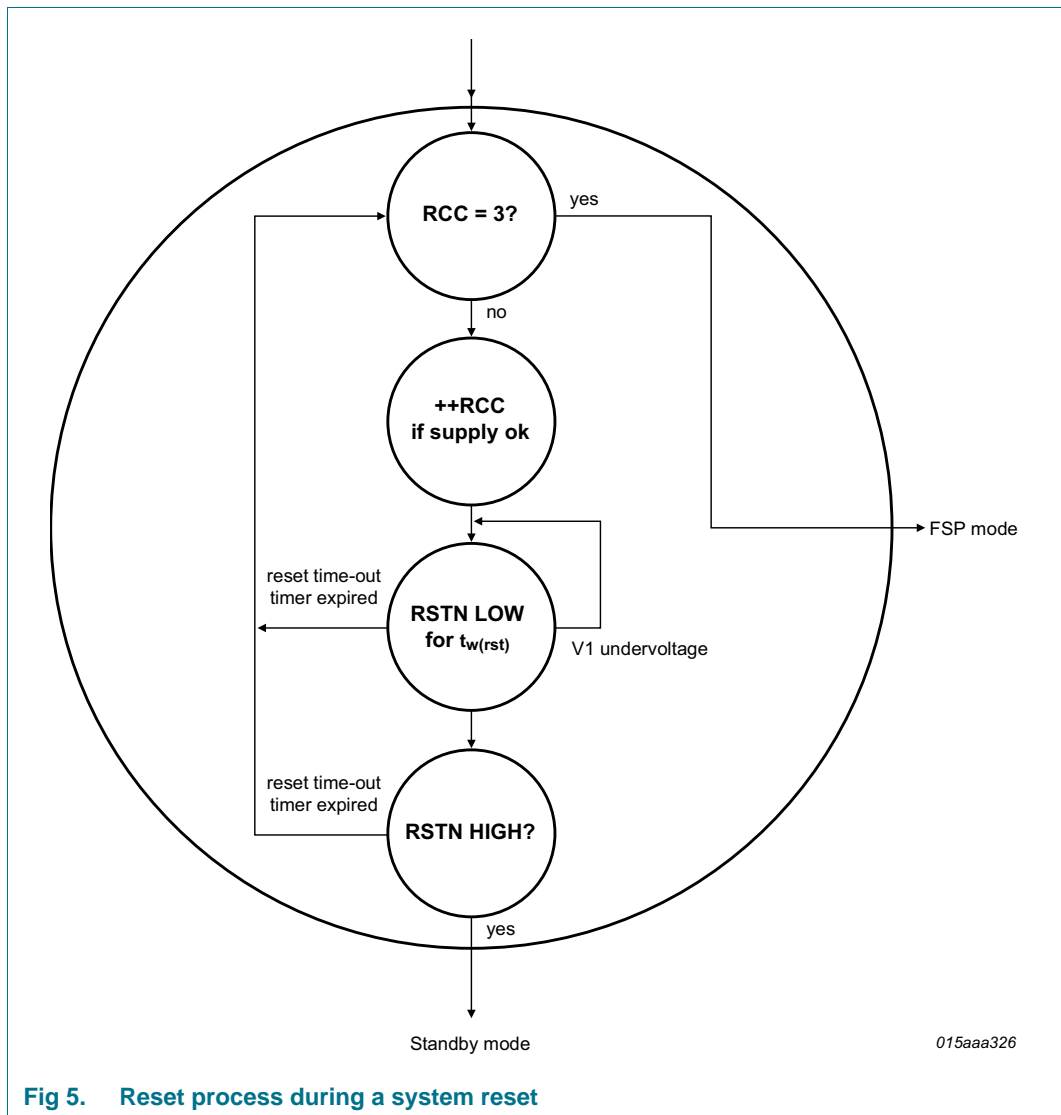 RCC = 3?
yes
no
++RCC
if supply ok
FSP mode
reset time-out
timer expired
RSTN LOW
for tw(rst)
V1 undervoltage
reset time-out
timer expired
RSTN HIGH?
yes
Standby mode
015aaa326
Fig 5. Reset process during a system reset